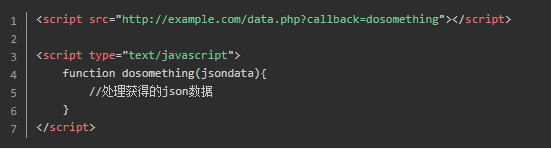 1 <script src="http://example.com/data.php?callback=dosomething"></script>
2
3 <script type="text/javascript">
4 function dosomething(jsondata){
5 //处理获得的json数据
6 }
7 </script>